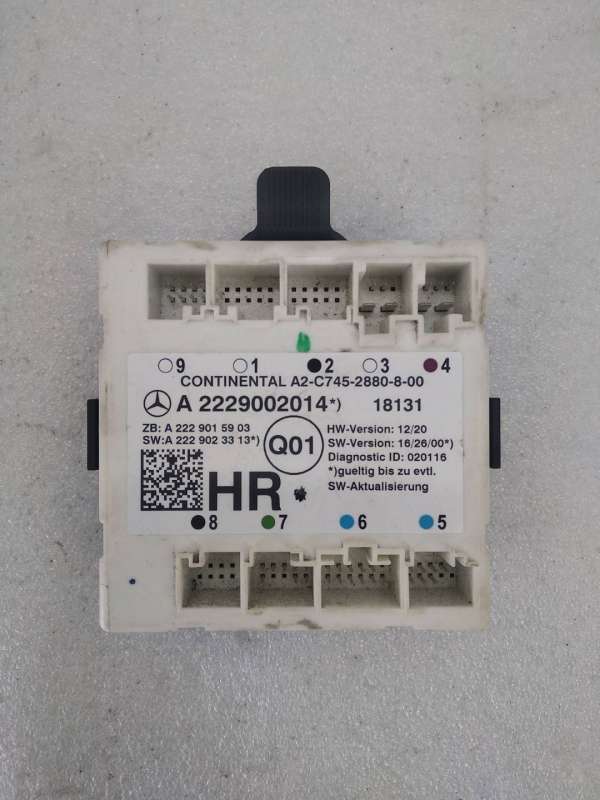 9 1 2 3 4
CONTINENTAL A2-C745-2880-8-00
A 2229002014*) 18131
ZB: A 222 901 59 03
SW:A 222 902 33 13*)
Q01
HW-Version: 12/20
SW-Version: 16/26/00*)
Diagnostic ID: 020116
*)gueltig bis zu evtl.
SW-Aktualisierung
HR
8 7 6 5